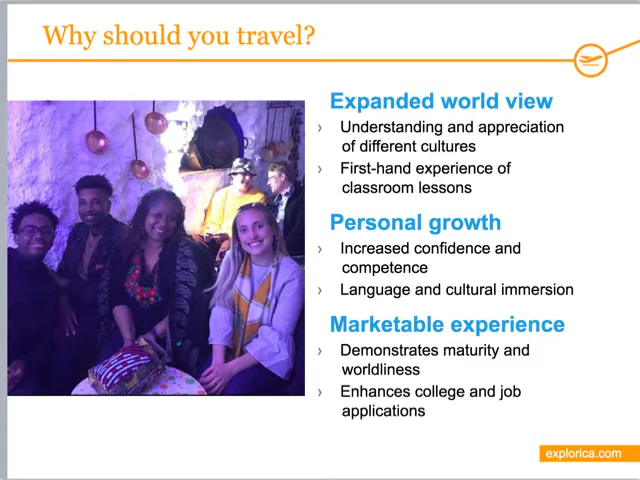 Why should you travel?
Expanded world view
› Understanding and appreciation
of different cultures
› First-hand experience of
classroom lessons
Personal growth
› Increased confidence and
competence
› Language and cultural immersion
Marketable experience
› Demonstrates maturity and
worldliness
› Enhances college and job
applications
explorica.com